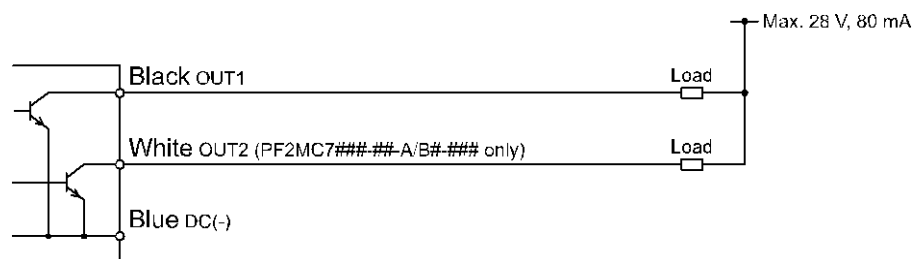 Max. 28 V, 80 mA
Black OUT1
Load
White OUT2 (PF2MC7###-##-A/B#-### only)
Load
Blue DC(-)